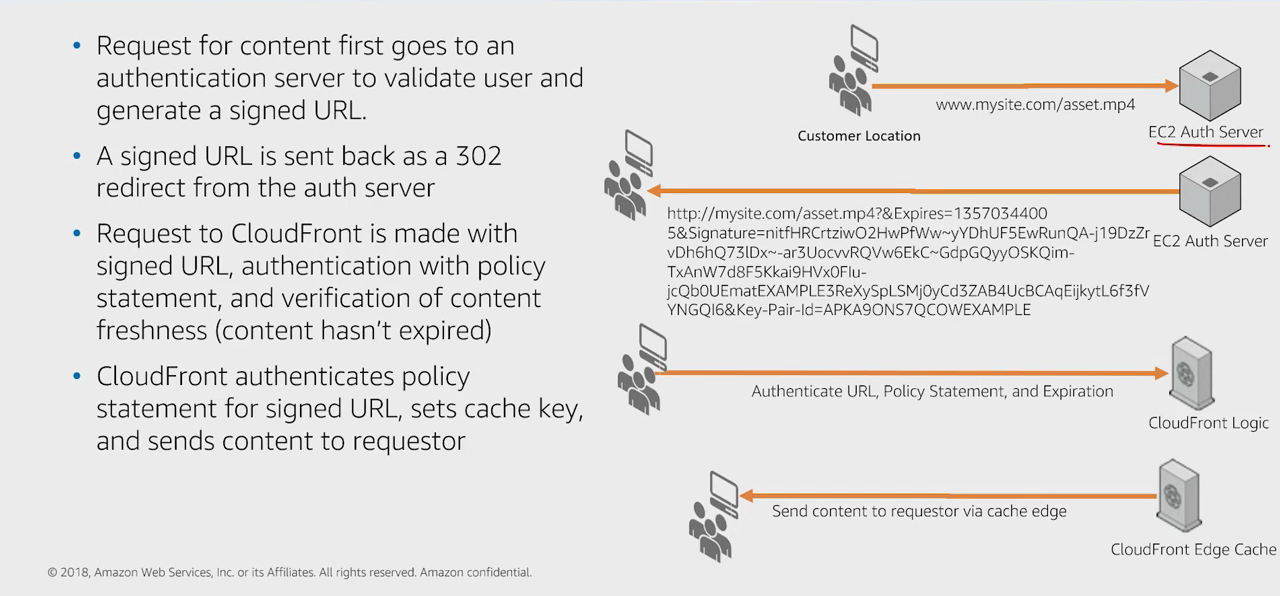 • Request for content first goes to an
authentication server to validate user and
generate a signed URL.
• A signed URL is sent back as a 302
redirect from the auth server
• Request to CloudFront is made with
signed URL, authentication with policy
statement, and verification of content
freshness (content hasn't expired)
• CloudFront authenticates policy
statement for signed URL, sets cache key,
and sends content to requestor
www.mysite.com/asset.mp4
Customer Location
EC2 Auth Server
http://mysite.com/asset.mp4?&Expires=1357034400
5&Signature=nitfHRCrtziwO2HwPfWw~yYDhUF5EwRunQA-j19DzZr
vDh6hQ73lDx~-ar3UocvvRQVw6EkC~GdpGQyyOSKQim-
TxAnW7d8F5Kkai9HVx0FIu-
jcQb0UEmatEXAMPLE3ReXySpLSMj0yCd3ZAB4UcBCAqEijkytL6f3fV
YNGQI6&Key-Pair-Id=APKA9ONS7QCOWEXAMPLE
EC2 Auth Server
Authenticate URL, Policy Statement, and Expiration
CloudFront Logic
Send content to requestor via cache edge
CloudFront Edge Cache
© 2018, Amazon Web Services, Inc. or its Affiliates. All rights reserved. Amazon confidential.